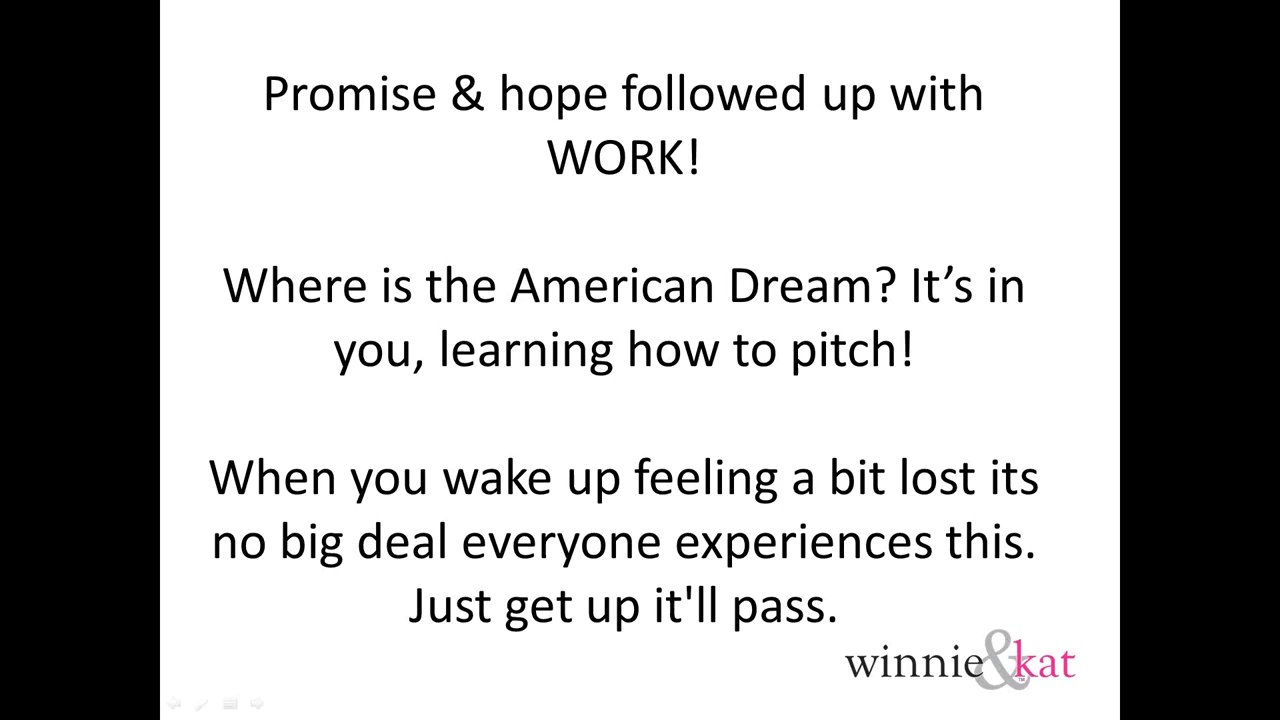 Promise & hope followed up with
WORK!
Where is the American Dream? It’s in
you, learning how to pitch!
When you wake up feeling a bit lost its
no big deal everyone experiences this.
Just get up it'll pass.
winnie&kat
TM